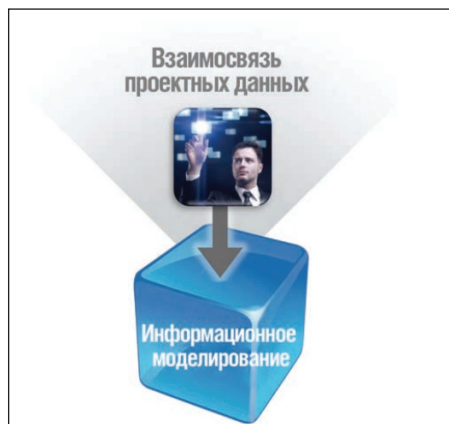 Взаимосвязь
проектных данных
Информационное
моделирование